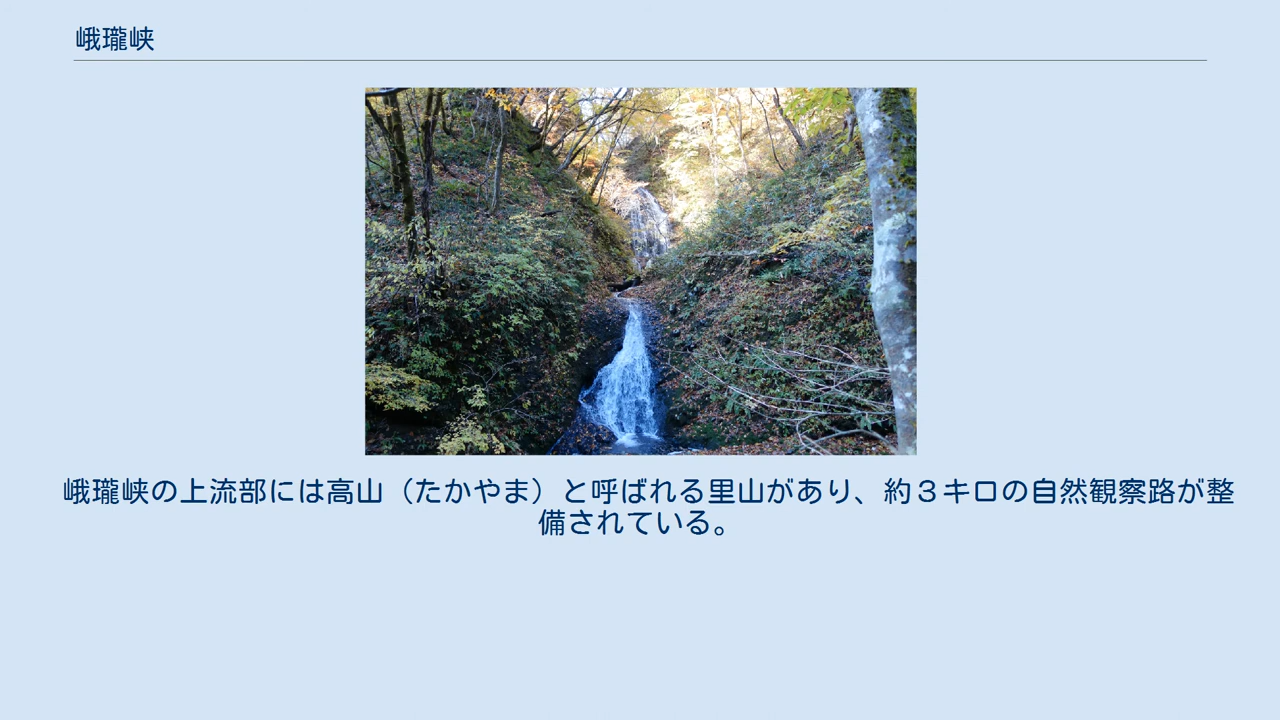 峨瓏峡
峨瓏峡の上流部には高山（たかやま）と呼ばれる里山があり、約３キロの自然観察路が整
備されている。